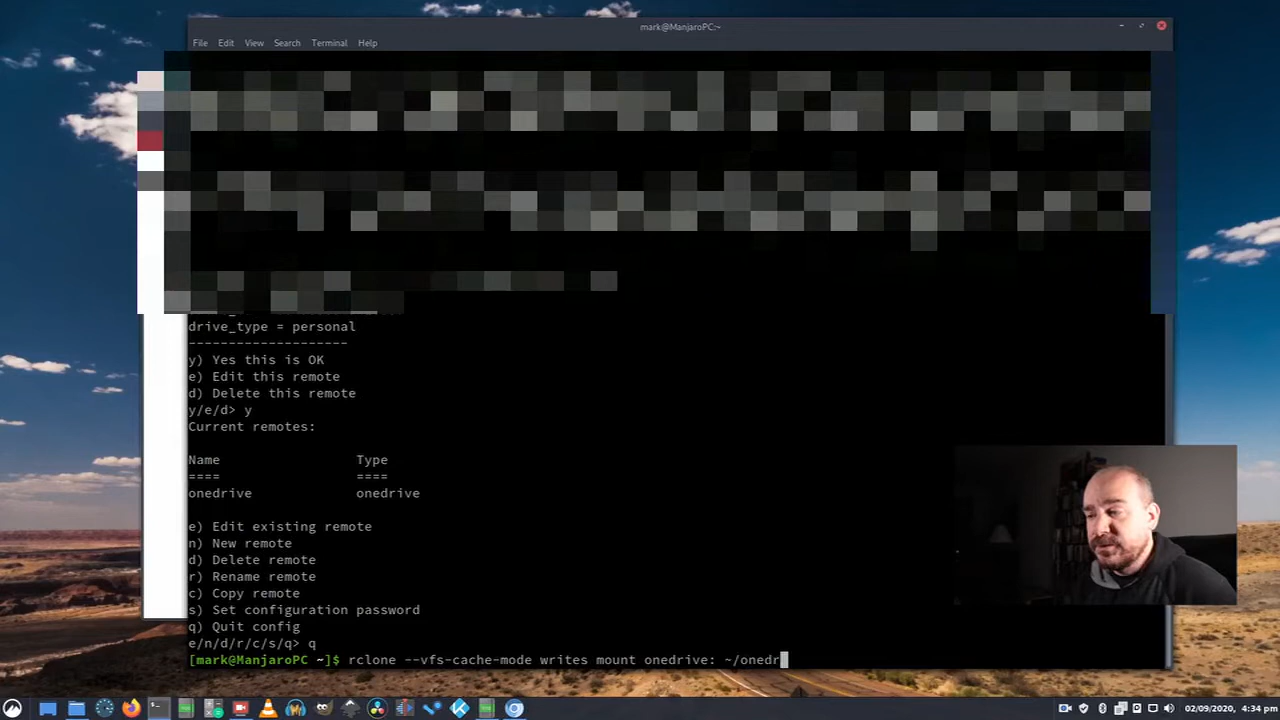 mark@ManjaroPC:~
File Edit View Search Terminal Help
drive_type = personal
--------------------
y) Yes this is OK
e) Edit this remote
d) Delete this remote
y/e/d> y
Current remotes:
Name Type
==== ====
onedrive onedrive
e) Edit existing remote
n) New remote
d) Delete remote
r) Rename remote
c) Copy remote
s) Set configuration password
q) Quit config
e/n/d/r/c/s/q> q
[mark@ManjaroPC ~]$ rclone --vfs-cache-mode writes mount onedrive: ~/onedr
02/09/2020, 4:34 pm